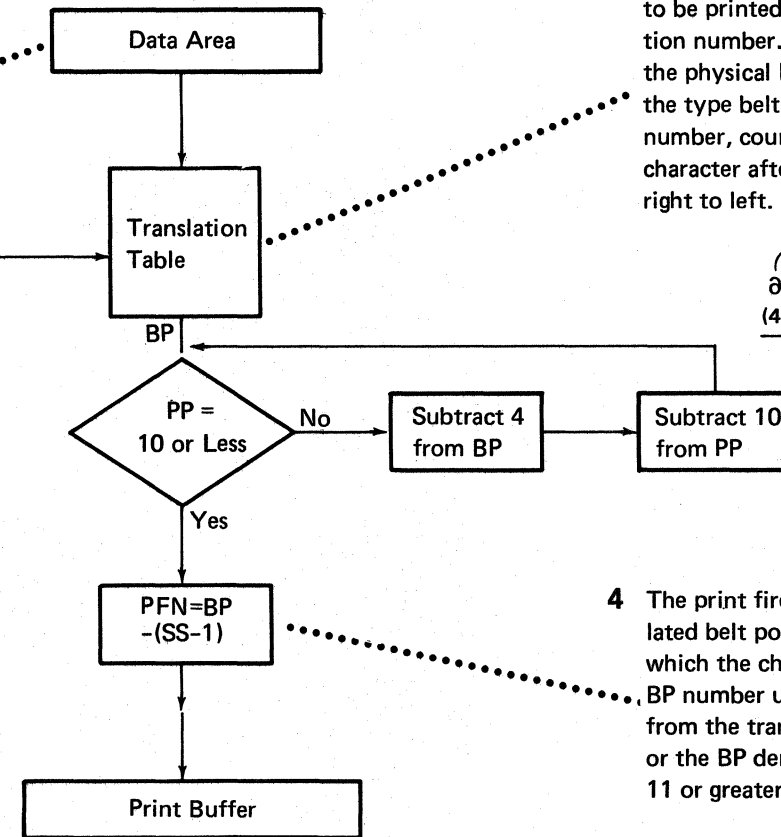 Data Area
to be printed
tion number.
the physical
the type belt
number, coun
character afte
right to left.
Translation
Table
(4
BP
PP =
10 or Less
No
Subtract 4
from BP
Subtract 10
from PP
Yes
PFN=BP
-(SS-1)
4 The print fire
lated belt po
which the ch
BP number u
from the tran
or the BP der
11 or greater
Print Buffer